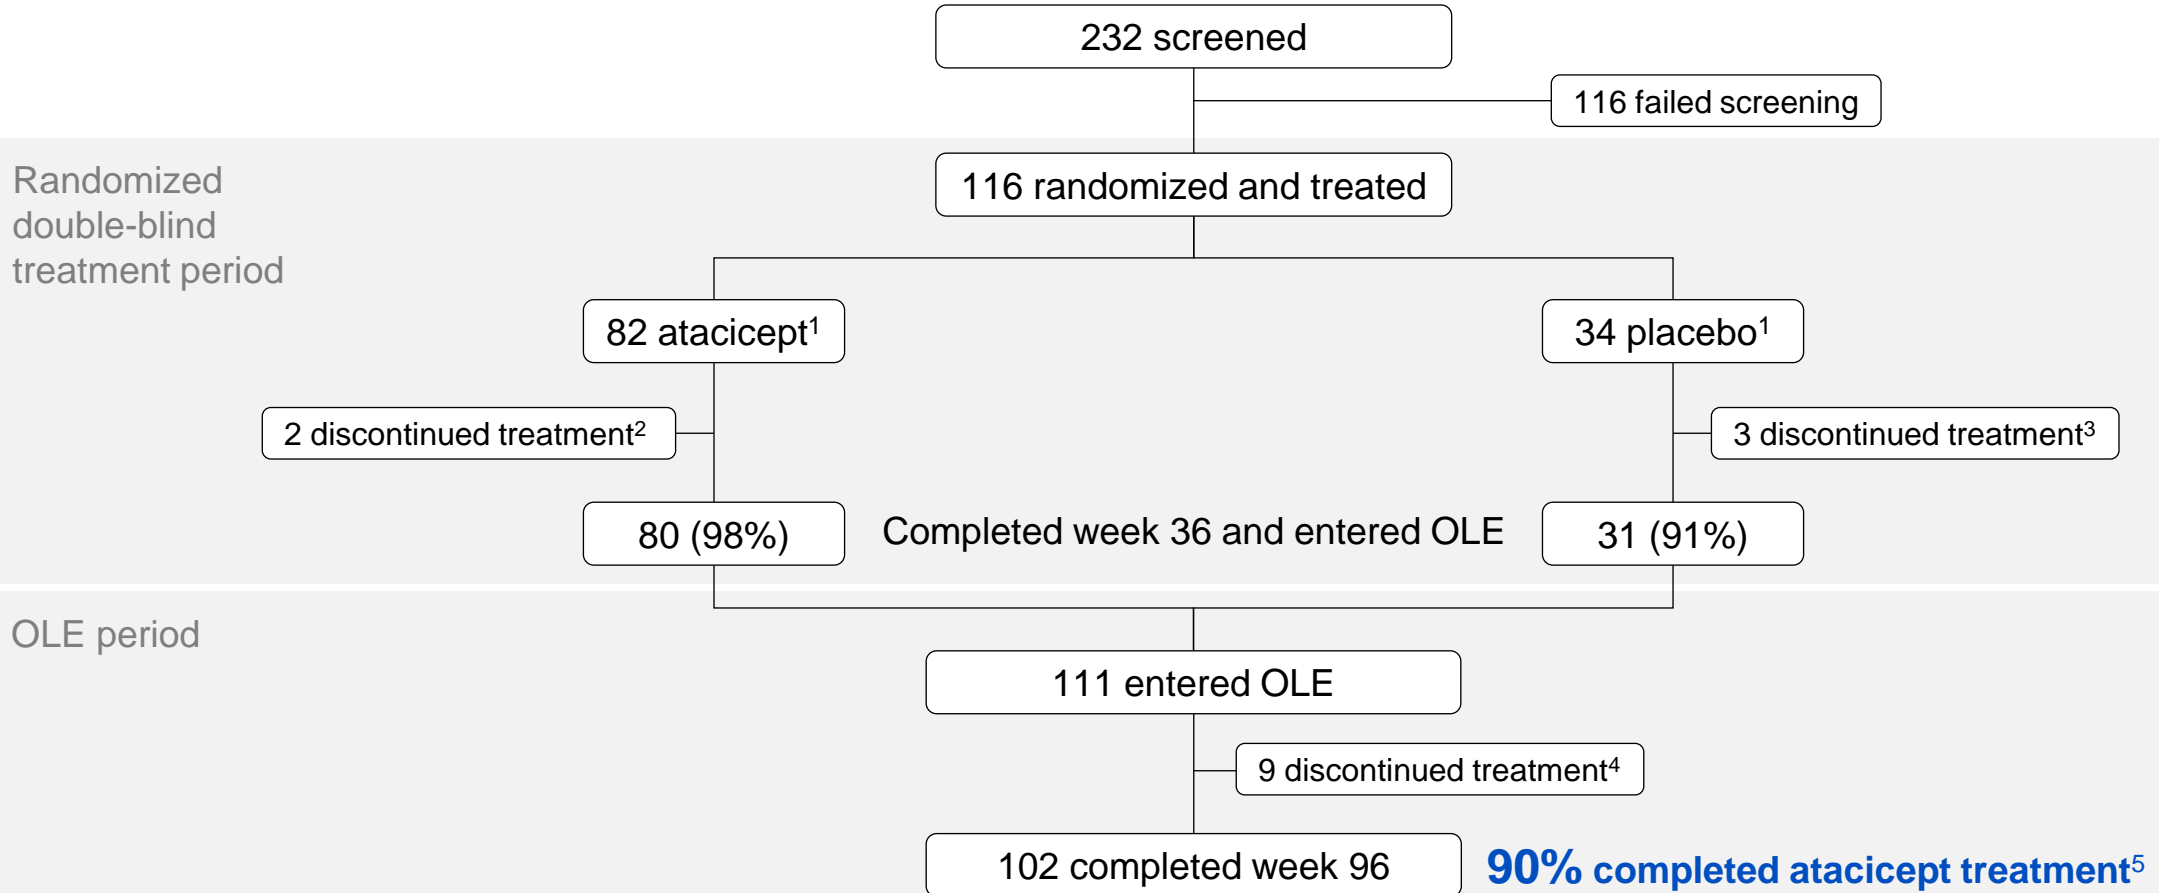 232 screened
116 failed screening
Randomized
double-blind
treatment period
116 randomized and treated
82 atacicept¹
34 placebo¹
2 discontinued treatment²
3 discontinued treatment³
80 (98%)
Completed week 36 and entered OLE
31 (91%)
OLE period
111 entered OLE
9 discontinued treatment⁴
102 completed week 96
90% completed atacicept treatment⁵